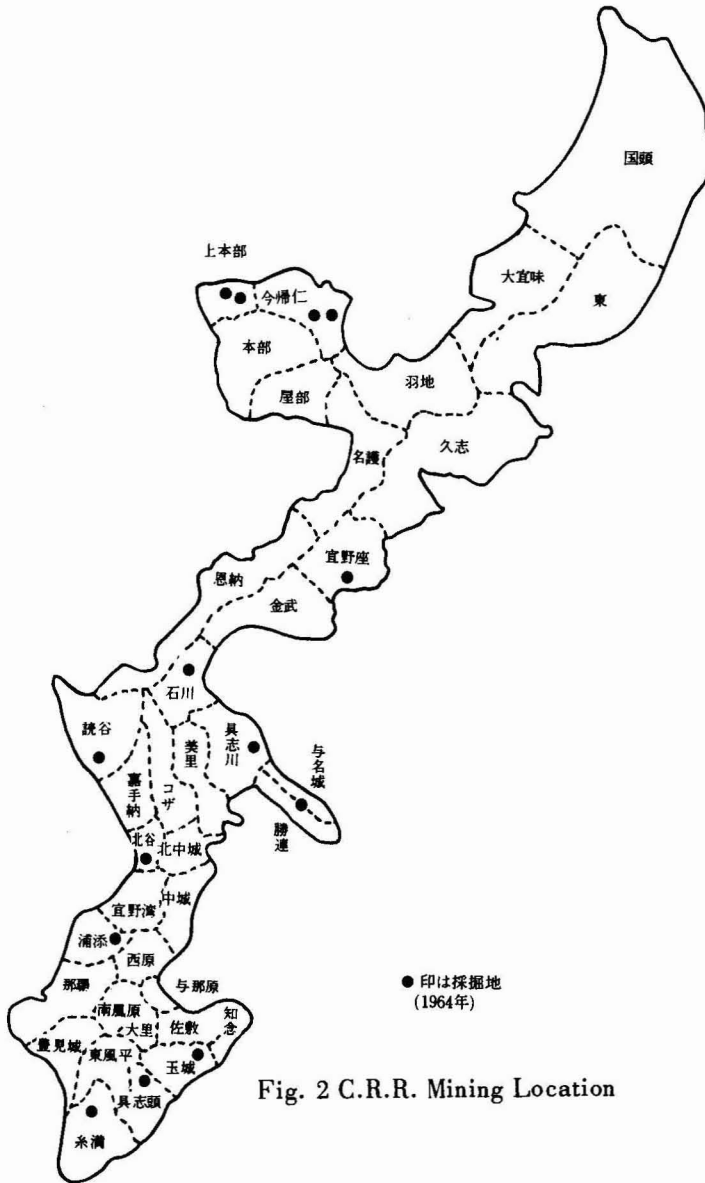 国頭
上本部
大宜味
今帰仁
東
本部
羽地
屋部
久志
名護
宜野座
恩納
金武
石川
読谷
具志川
美里
与名城
嘉手納
コザ
勝連
北谷
北中城
中城
宜野湾
浦添
西原
那覇
与那原
● 印は採掘地
(1964年)
南風原
知念
大里
佐敷
豊見城
東風平
玉城
具志頭
Fig. 2 C.R.R. Mining Location
糸満